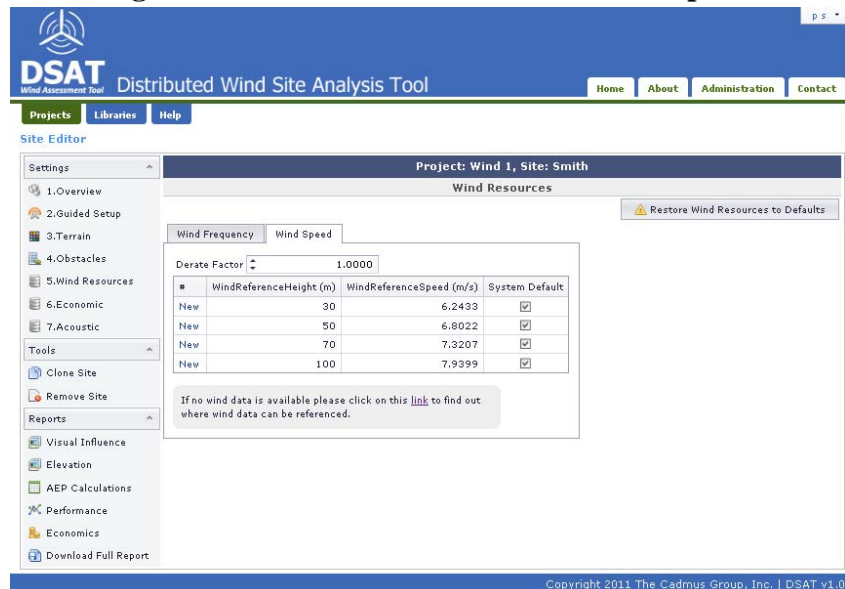 p s
DSAT
Wind Assessment Tool
Distributed Wind Site Analysis Tool
Home About Administration Contact
Projects Libraries Help
Site Editor
Settings
1.Overview
2.Guided Setup
3.Terrain
4.Obstacles
5.Wind Resources
6.Economic
7.Acoustic
Tools
Clone Site
Remove Site
Reports
Visual Influence
Elevation
AEP Calculations
Performance
Economics
Download Full Report
Project: Wind 1, Site: Smith
Wind Resources
Restore Wind Resources to Defaults
Wind Frequency Wind Speed
Derate Factor 1.0000
# WindReferenceHeight (m) WindReferenceSpeed (m/s) System Default
New 30 6.2433
New 50 6.8022
New 70 7.3207
New 100 7.9399
If no wind data is available please click on this link to find out
where wind data can be referenced.
Copyright 2011 The Cadmus Group, Inc. | DSAT v1.0